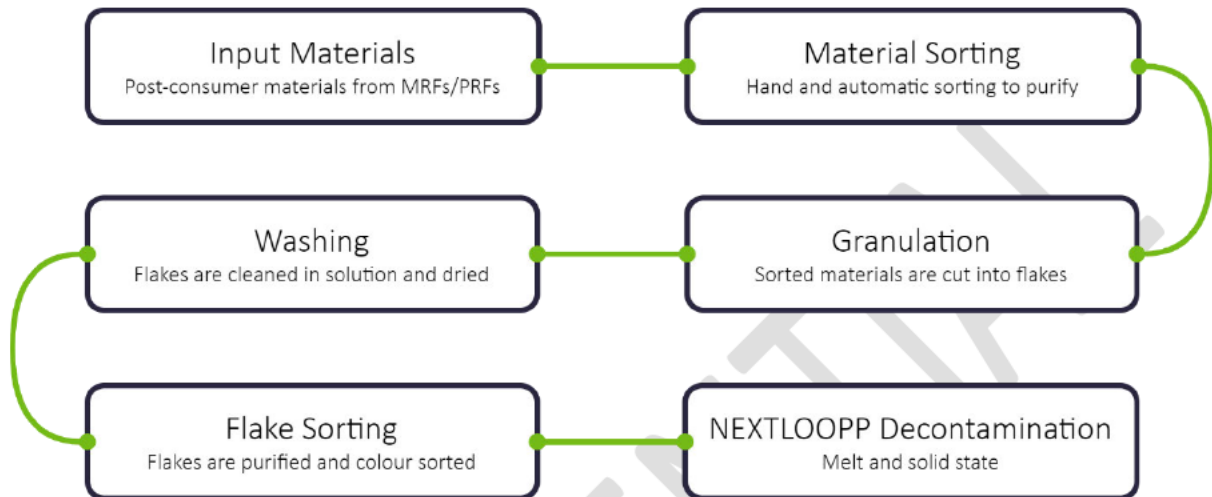 Input Materials
Post-consumer materials from MRFs/PRFs
Material Sorting
Hand and automatic sorting to purify
Granulation
Sorted materials are cut into flakes
Washing
Flakes are cleaned in solution and dried
Flake Sorting
Flakes are purified and colour sorted
NEXTLOOPP Decontamination
Melt and solid state